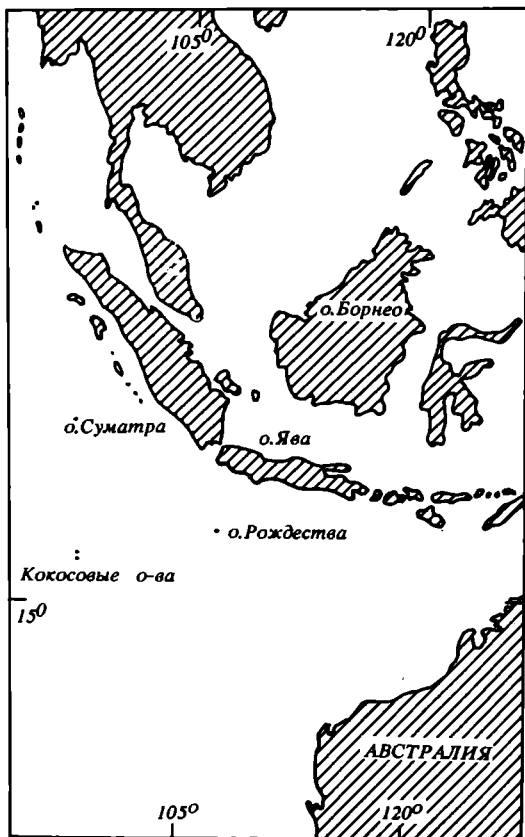 105⁰ 120⁰
о.Борнео
о.Суматра
о.Ява
о.Рождества
Кокосовые о-ва
15⁰
АВСТРАЛИЯ
105⁰ 120⁰